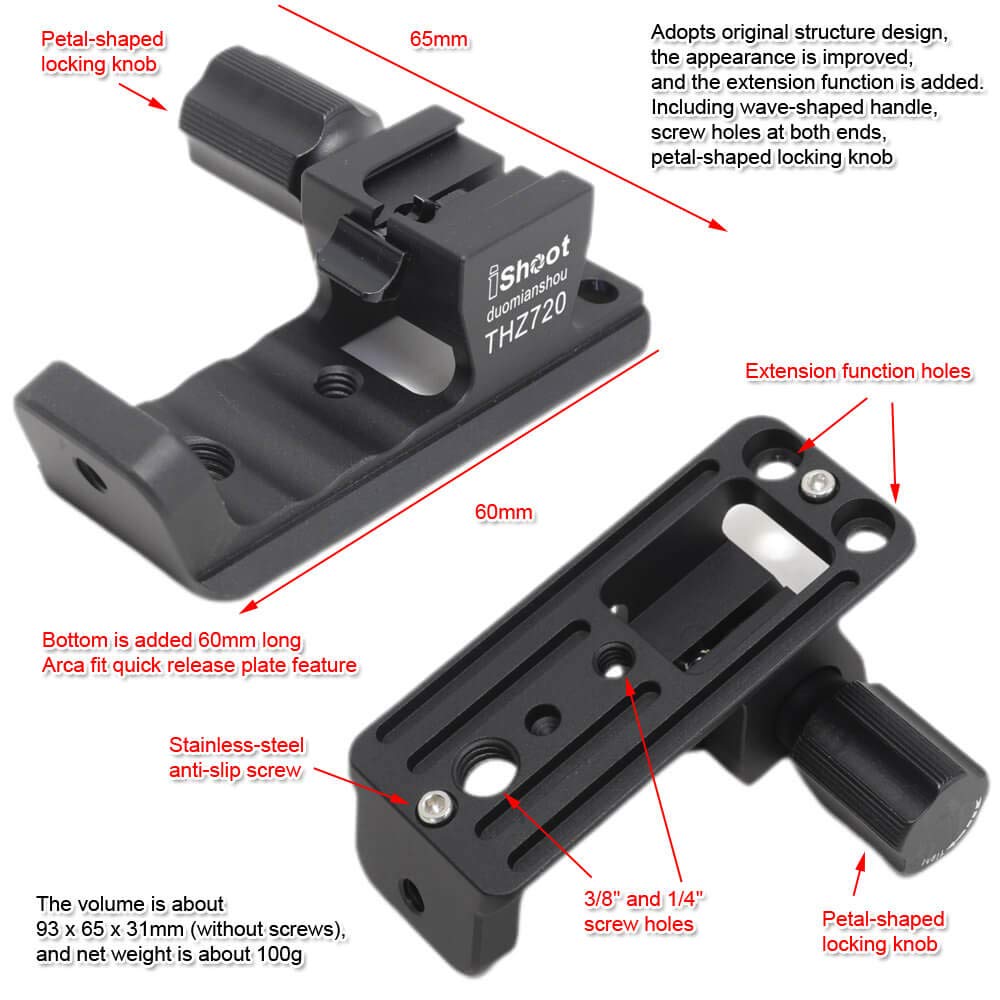 Petal-shaped
locking knob
65mm
Adopts original structure design,
the appearance is improved,
and the extension function is added.
Including wave-shaped handle,
screw holes at both ends,
petal-shaped locking knob
iShoot
duomianshou
THZ720
Extension function holes
60mm
Bottom is added 60mm long
Arca fit quick release plate feature
Stainless-steel
anti-slip screw
3/8" and 1/4"
screw holes
Petal-shaped
locking knob
The volume is about
93 x 65 x 31mm (without screws),
and net weight is about 100g